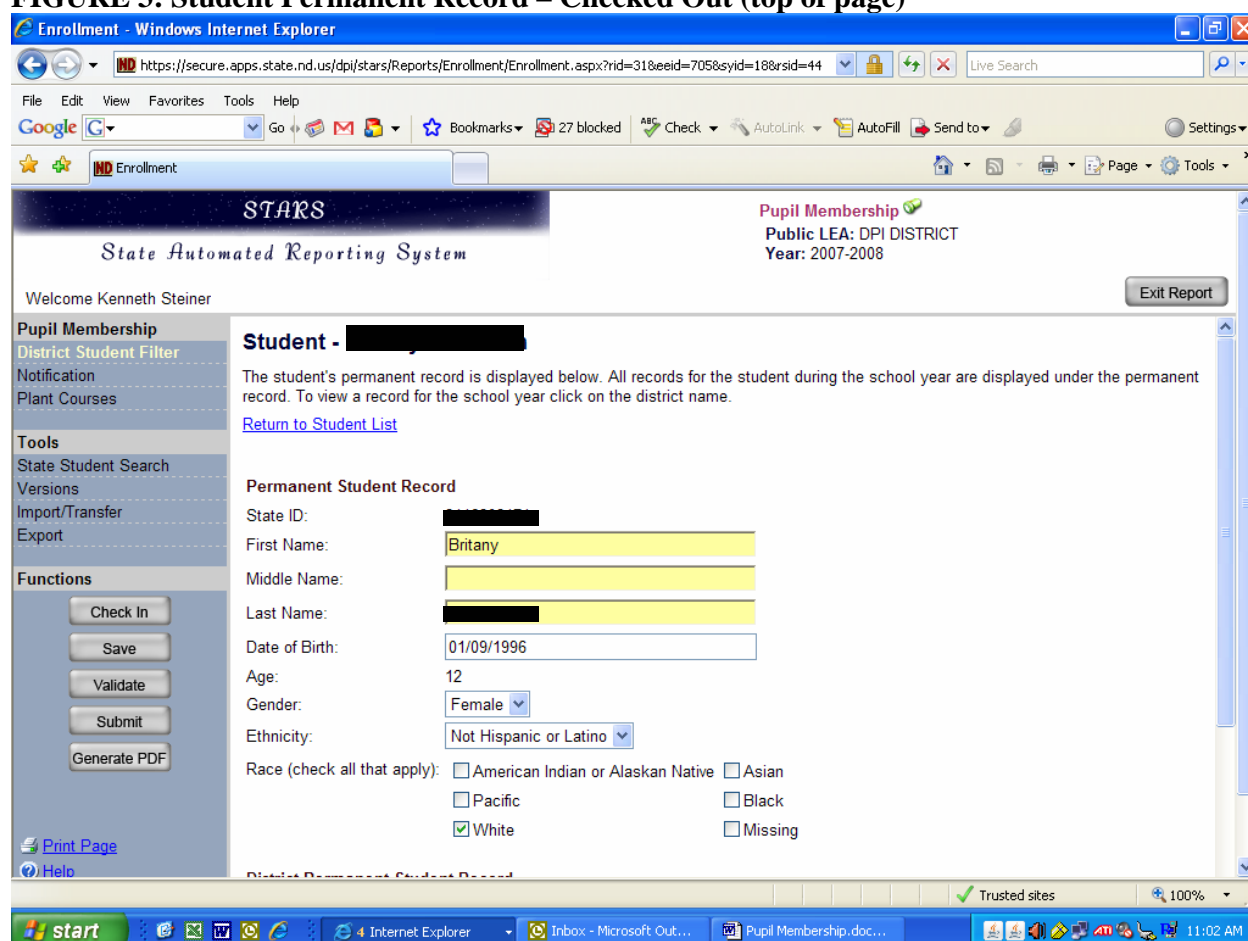 FIGURE 3: Student Permanent Record – Checked Out (top of page)
Enrollment - Windows Internet Explorer
https://secure.apps.state.nd.us/dpi/stars/Reports/Enrollment/Enrollment.aspx?rid=31&eeid=705&syid=18&rsid=44 Live Search
File Edit View Favorites Tools Help
Google G Go Bookmarks 27 blocked ABC Check AutoLink AutoFill Send to Settings
ND Enrollment Page Tools
STARS
State Automated Reporting System
Pupil Membership
Public LEA: DPI DISTRICT
Year: 2007-2008
Welcome Kenneth Steiner
Exit Report
Pupil Membership
District Student Filter
Notification
Plant Courses
Tools
State Student Search
Versions
Import/Transfer
Export
Functions
Check In
Save
Validate
Submit
Generate PDF
Print Page
Help
Student -
The student's permanent record is displayed below. All records for the student during the school year are displayed under the permanent
record. To view a record for the school year click on the district name.
Return to Student List
Permanent Student Record
State ID:
First Name: Britany
Middle Name:
Last Name:
Date of Birth: 01/09/1996
Age: 12
Gender: Female
Ethnicity: Not Hispanic or Latino
Race (check all that apply): American Indian or Alaskan Native Asian
Pacific Black
White Missing
District Permanent Student Record
Trusted sites 100%
start 4 Internet Explorer Inbox - Microsoft Out... Pupil Membership.doc... 11:02 AM